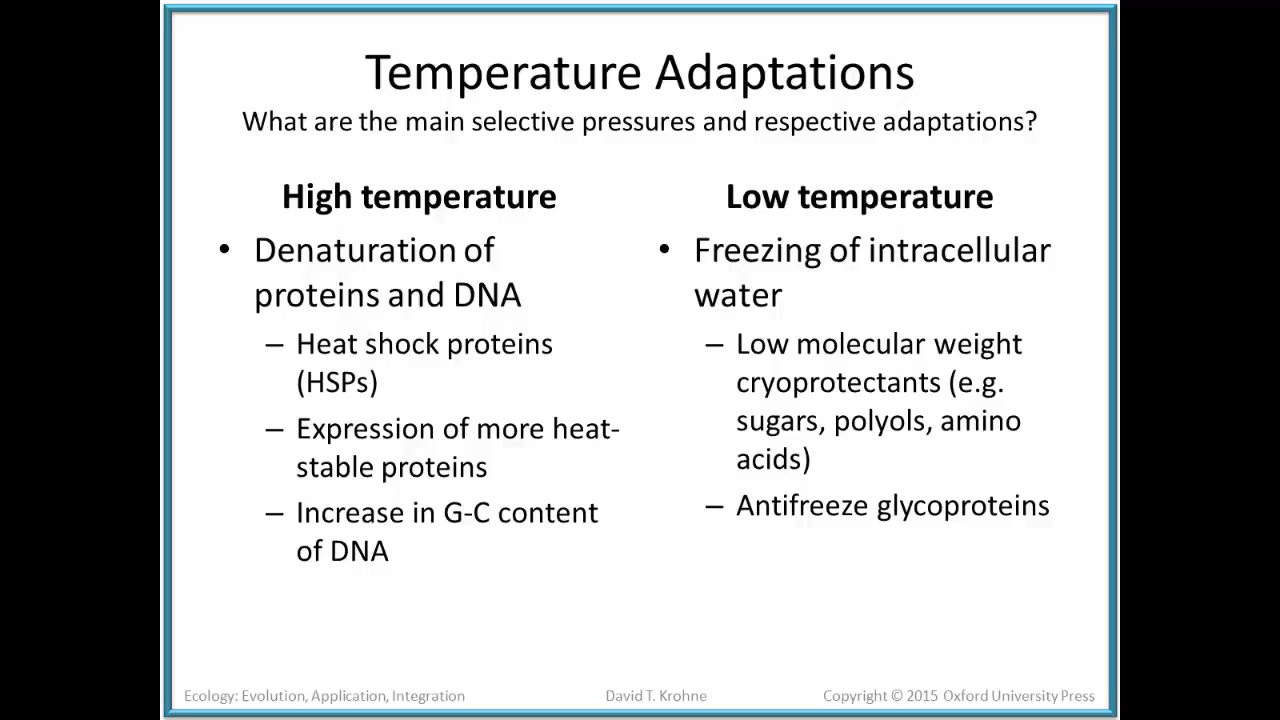 Temperature Adaptations
What are the main selective pressures and respective adaptations?
High temperature
• Denaturation of
proteins and DNA
– Heat shock proteins
(HSPs)
– Expression of more heat-
stable proteins
– Increase in G-C content
of DNA
Low temperature
• Freezing of intracellular
water
– Low molecular weight
cryoprotectants (e.g.
sugars, polyols, amino
acids)
– Antifreeze glycoproteins
Ecology: Evolution, Application, Integration
David T. Krohne
Copyright © 2015 Oxford University Press